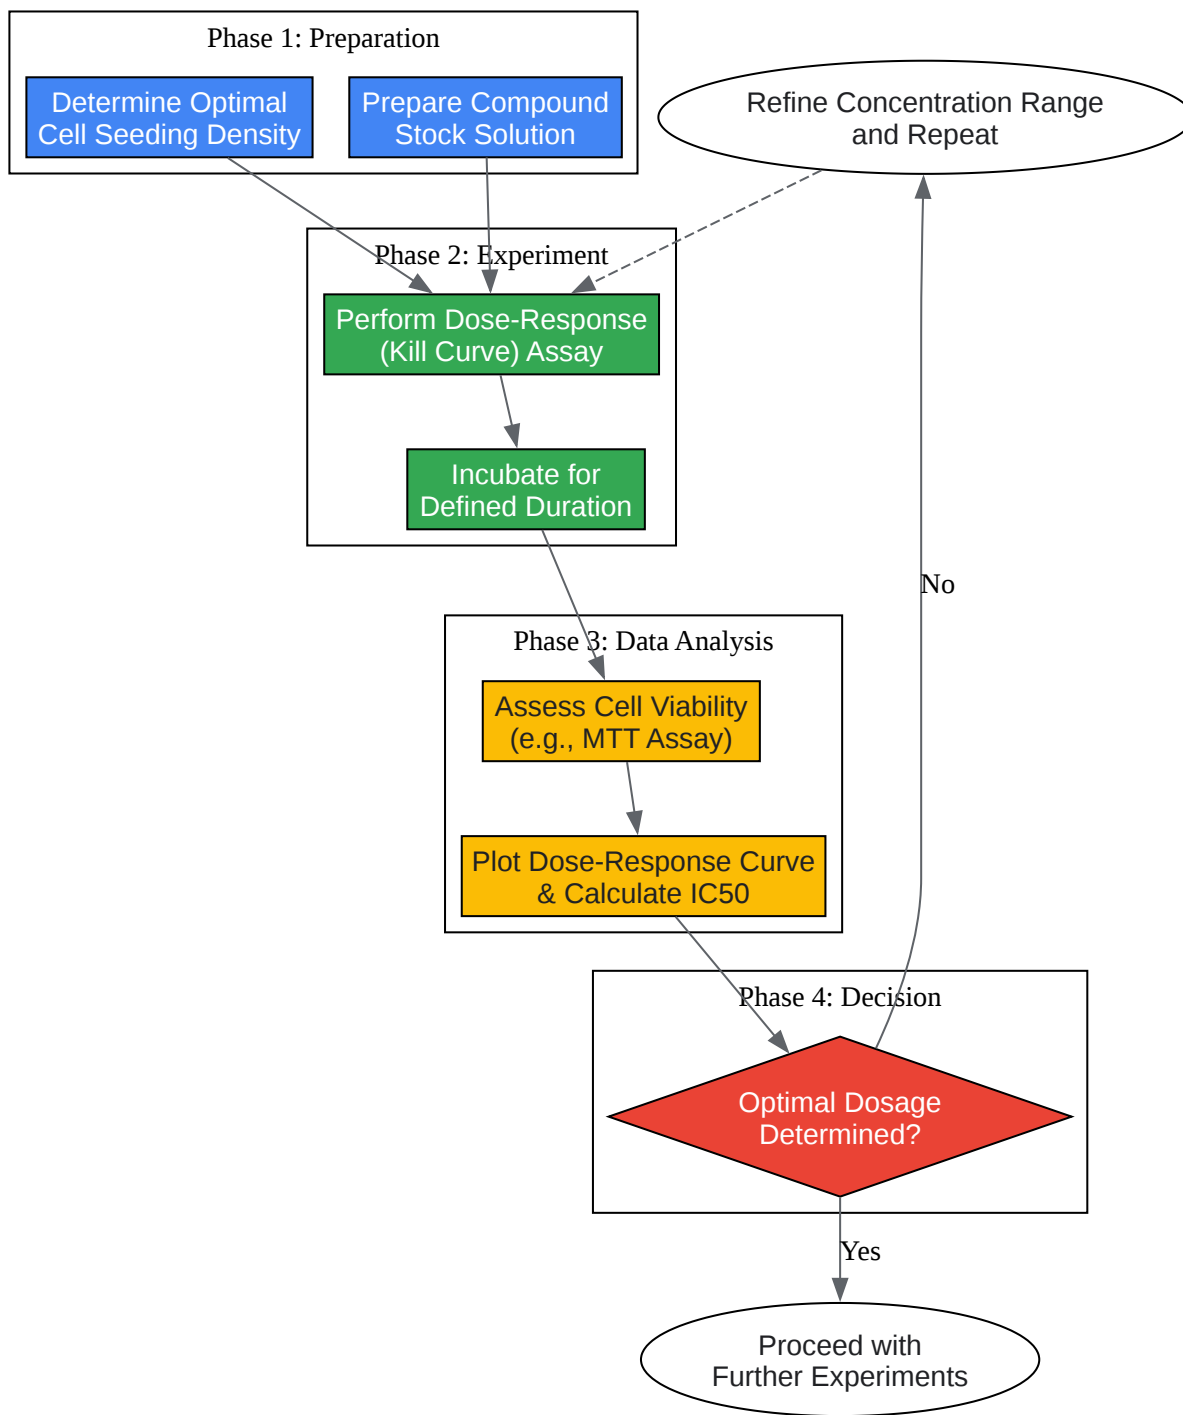 Phase 1: Preparation
Determine Optimal
Cell Seeding Density
Prepare Compound
Stock Solution
Refine Concentration Range
and Repeat
Phase 2: Experiment
Perform Dose-Response
(Kill Curve) Assay
Incubate for
Defined Duration
No
Phase 3: Data Analysis
Assess Cell Viability
(e.g., MTT Assay)
Plot Dose-Response Curve
& Calculate IC50
Phase 4: Decision
Optimal Dosage
Determined?
Yes
Proceed with
Further Experiments